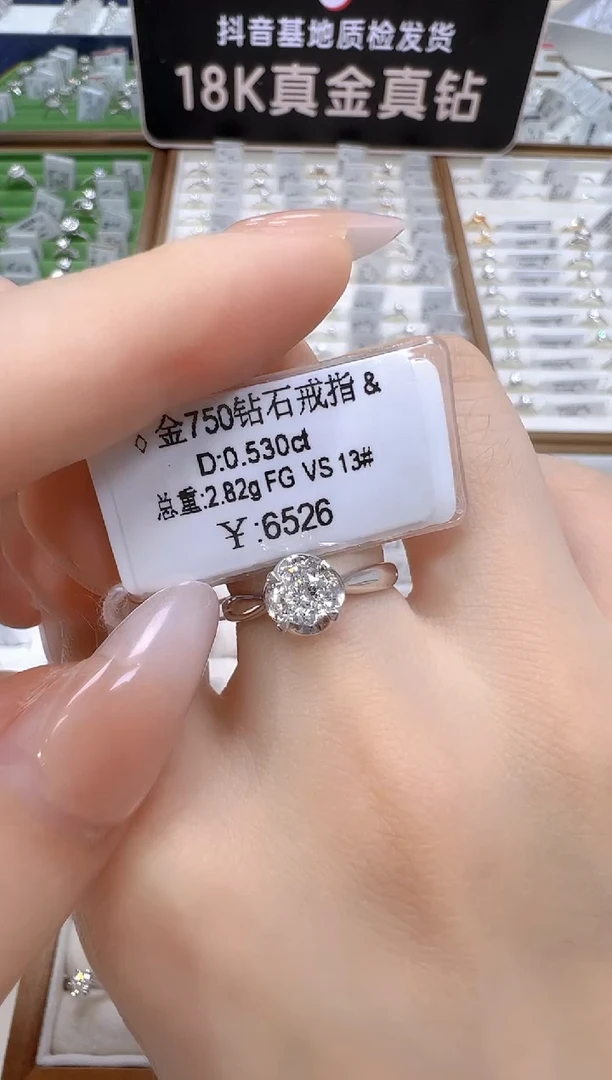 抖音基地质检发货
18K真金真钻
◇ 金750钻石戒指 &
D:0.530ct
总重:2.82g FG VS 13#
￥:6526